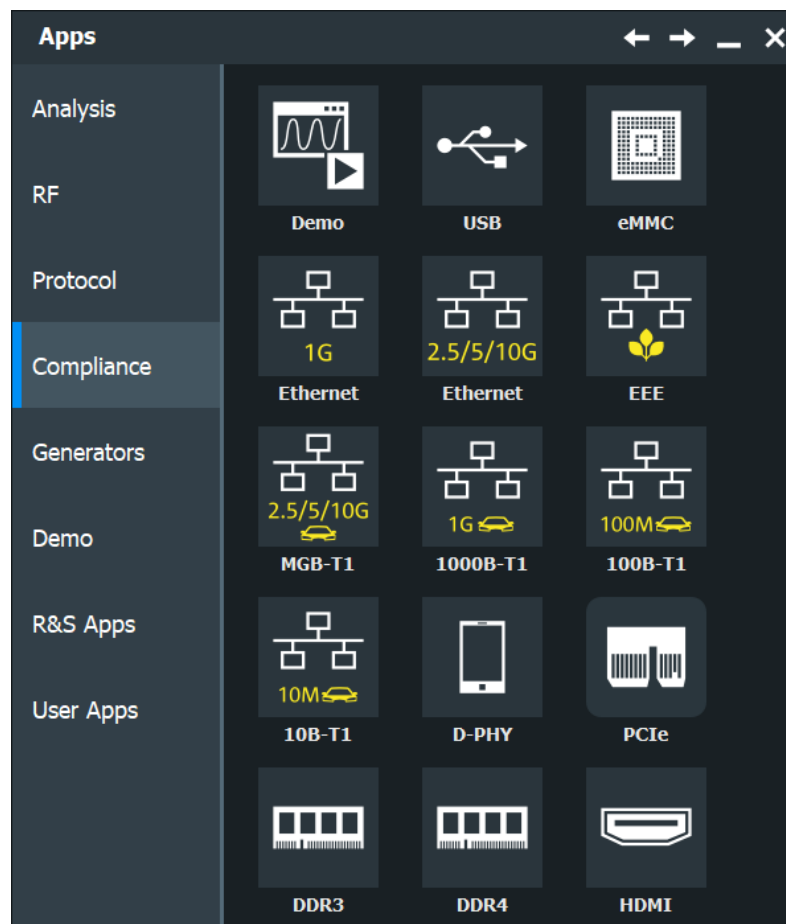 Apps
Analysis
RF
Protocol
Compliance
Generators
Demo
R&S Apps
User Apps
Demo
USB
eMMC
1G
Ethernet
2.5/5/10G
Ethernet
EEE
2.5/5/10G
MGB-T1
1G
1000B-T1
100M
100B-T1
10M
10B-T1
D-PHY
PCIe
DDR3
DDR4
HDMI